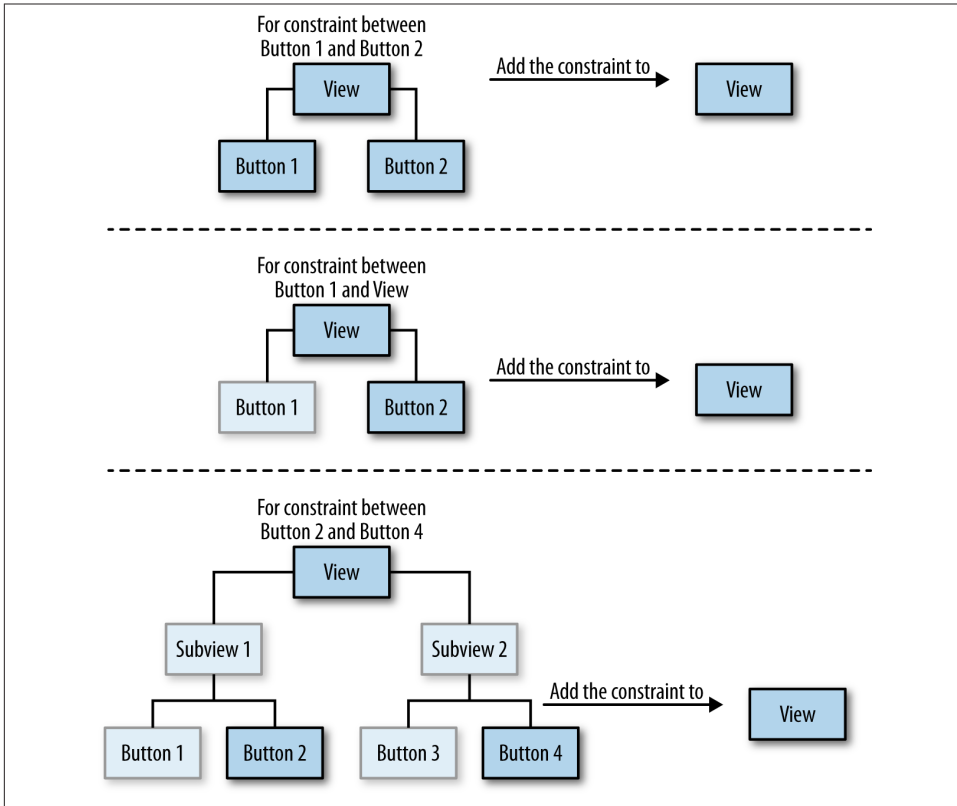 For constraint between
Button 1 and Button 2
View
Add the constraint to
View
Button 1
Button 2
For constraint between
Button 1 and View
View
Add the constraint to
View
Button 1
Button 2
For constraint between
Button 2 and Button 4
View
Subview 1
Subview 2
Add the constraint to
View
Button 1
Button 2
Button 3
Button 4